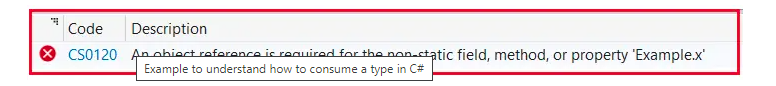 Code Description
CS0120 An object reference is required for the non-static field, method, or property 'Example.x'
Example to understand how to consume a type in C#